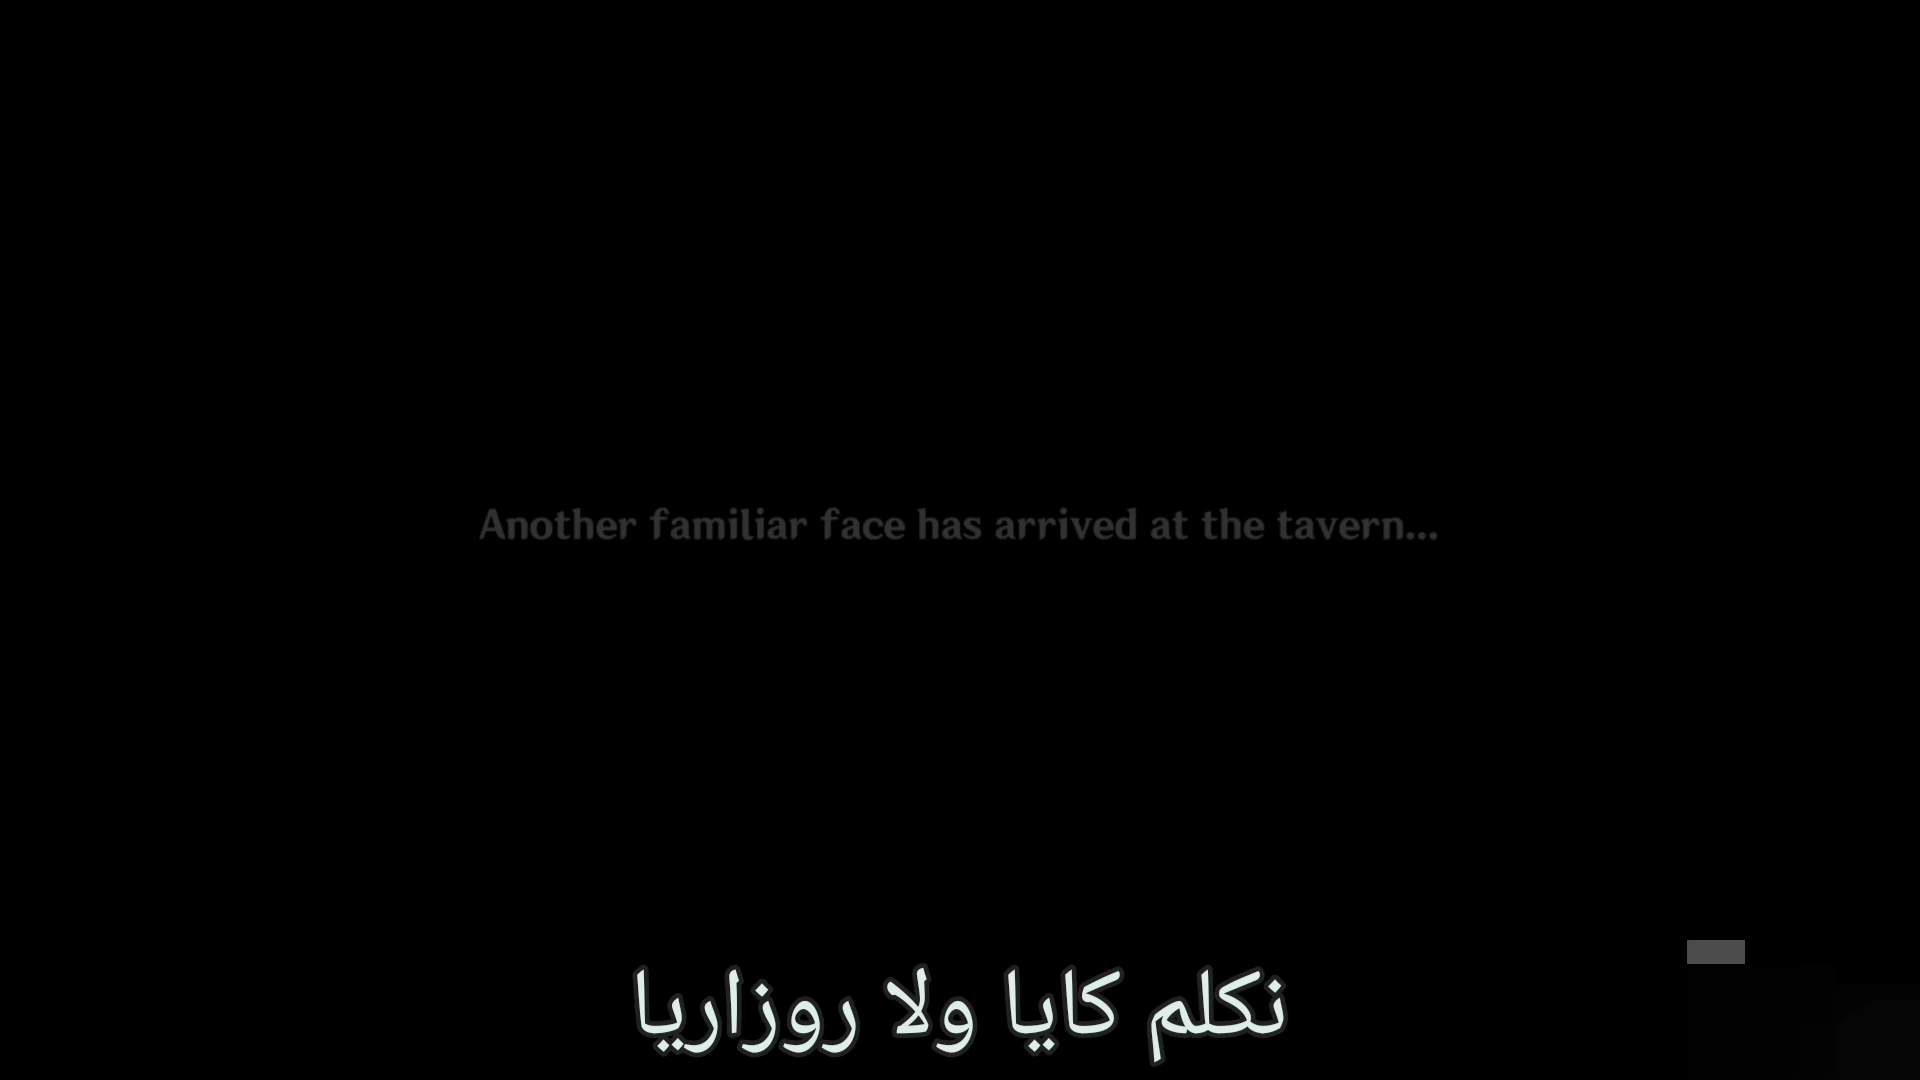 Another familiar face has arrived at the tavern...
نكلم كايا ولا روزاريا